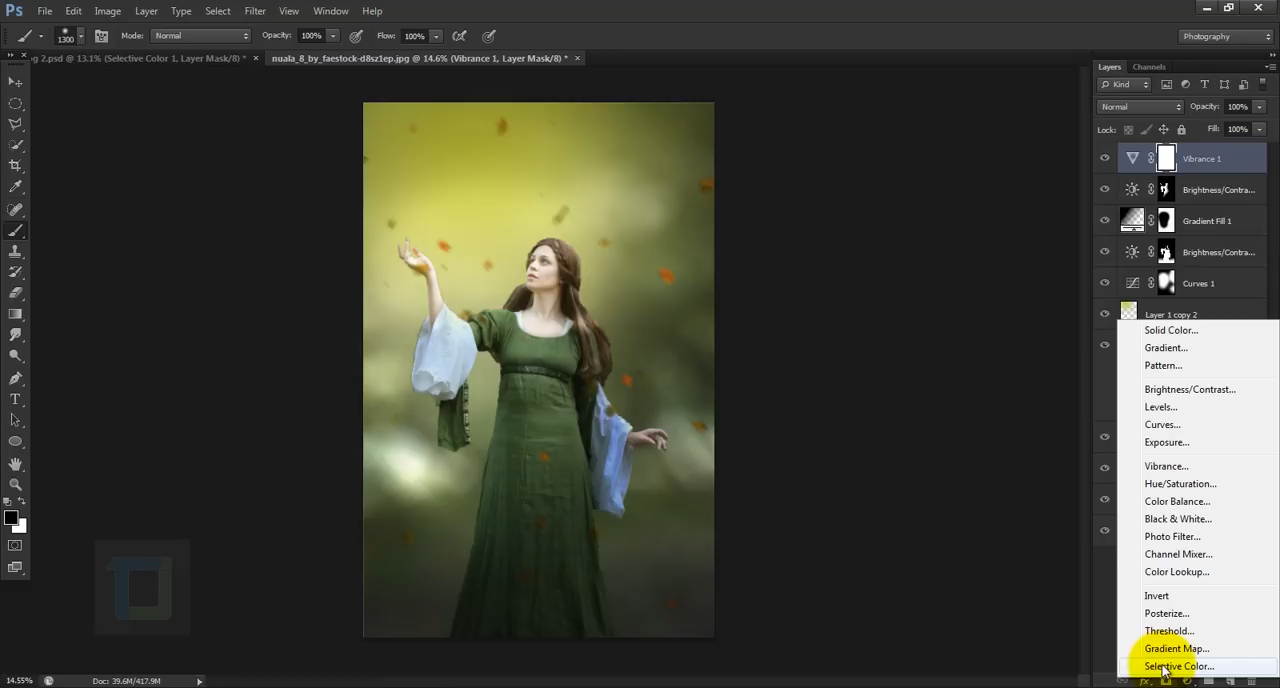 Ps File Edit Image Layer Type Select Filter View Window Help
1300 Mode: Normal Opacity: 100% Flow: 100% Photography
ng 2.psd @ 13.1% (Selective Color 1, Layer Mask/8) * × nuala_8_by_faestock-d8sz1ep.jpg @ 14.6% (Vibrance 1, Layer Mask/8) * ×
Layers Channels
Kind
Normal Opacity: 100%
Lock: Fill: 100%
Vibrance 1
Brightness/Contra...
Gradient Fill 1
Brightness/Contra...
Curves 1
Layer 1 copy 2
Solid Color...
Gradient...
Pattern...
Brightness/Contrast...
Levels...
Curves...
Exposure...
Vibrance...
Hue/Saturation...
Color Balance...
Black & White...
Photo Filter...
Channel Mixer...
Color Lookup...
Invert
Posterize...
Threshold...
Gradient Map...
Selective Color...
14.55% Doc: 39.6M/417.9M